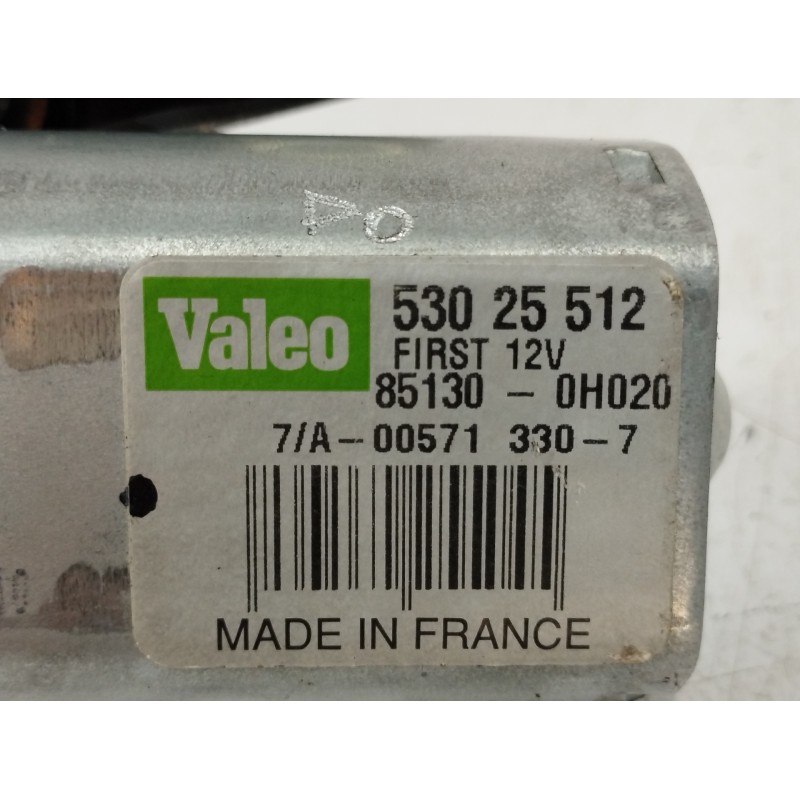 Valeo
530 25 512
FIRST 12V
85130 - 0H020
7/A-00571 330-7
MADE IN FRANCE